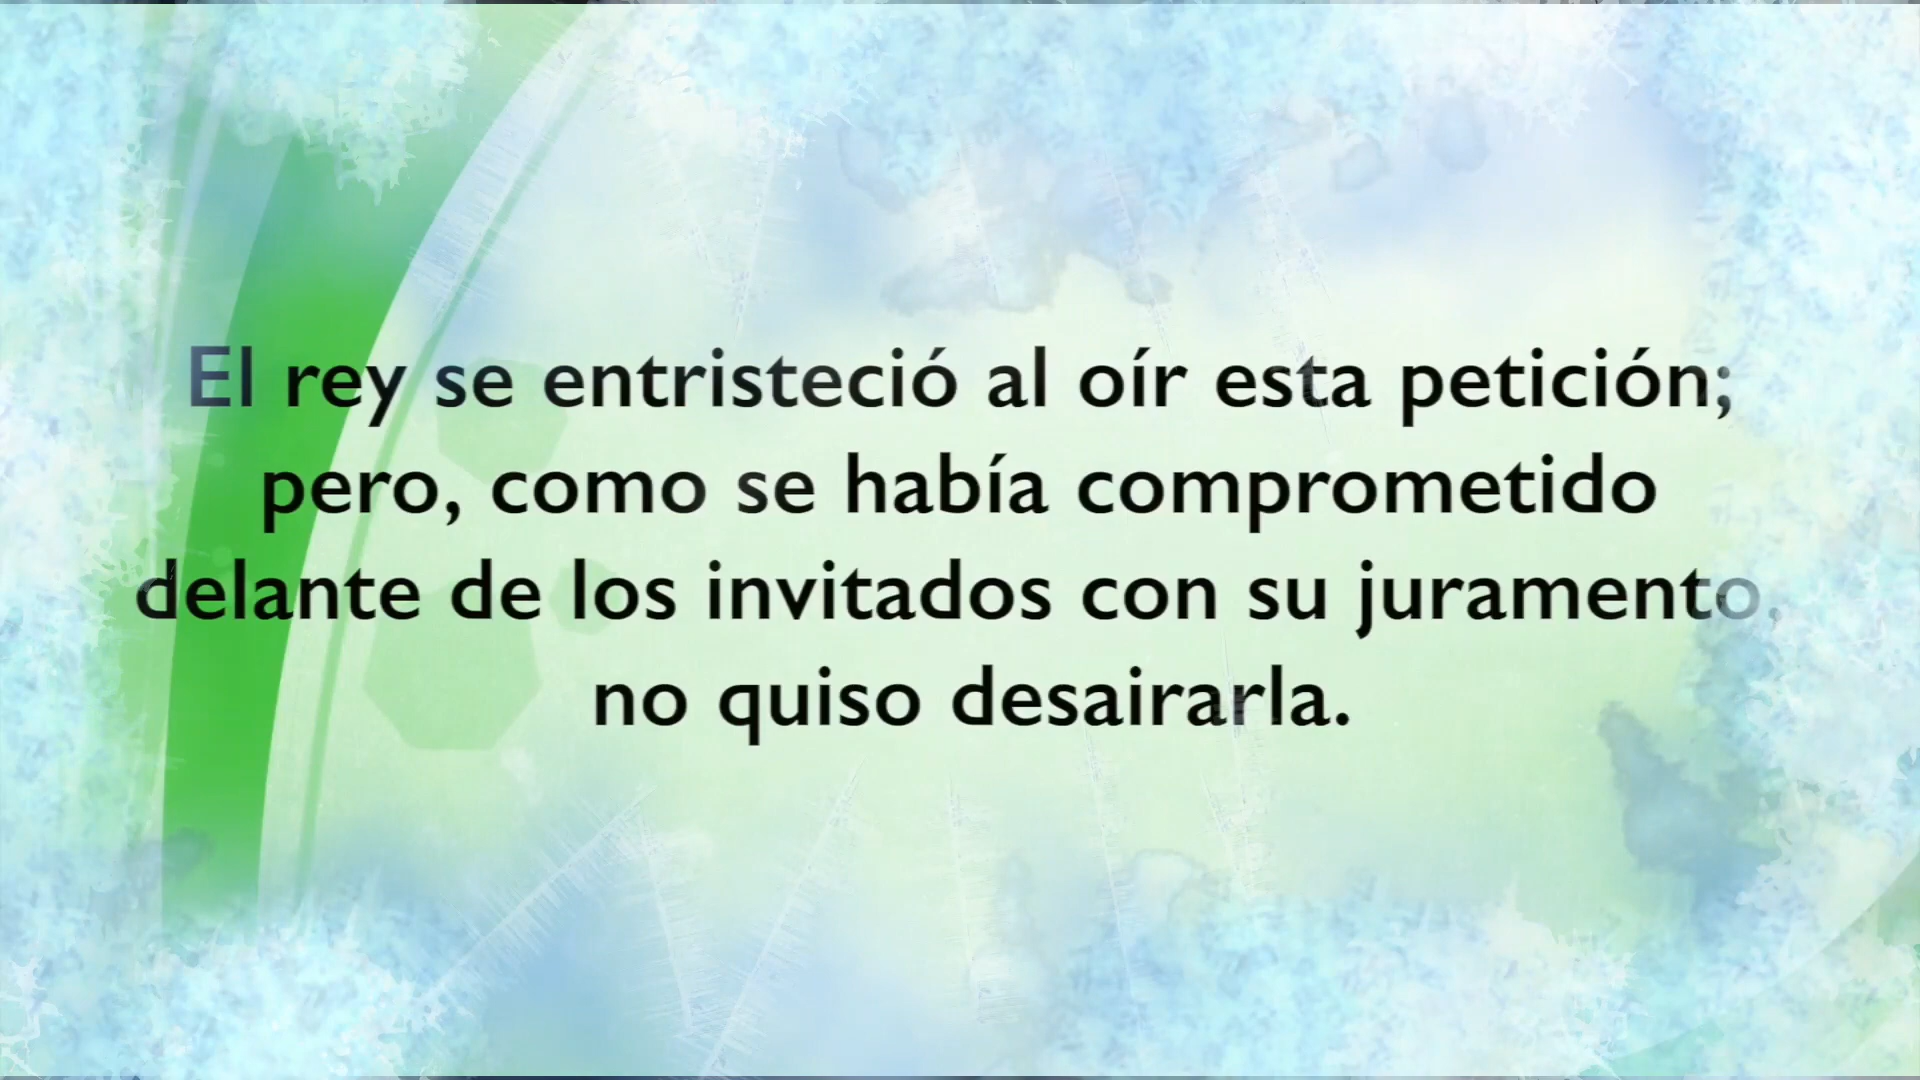 El rey se entristeció al oír esta petición;
pero, como se había comprometido
delante de los invitados con su juramento,
no quiso desairarla.